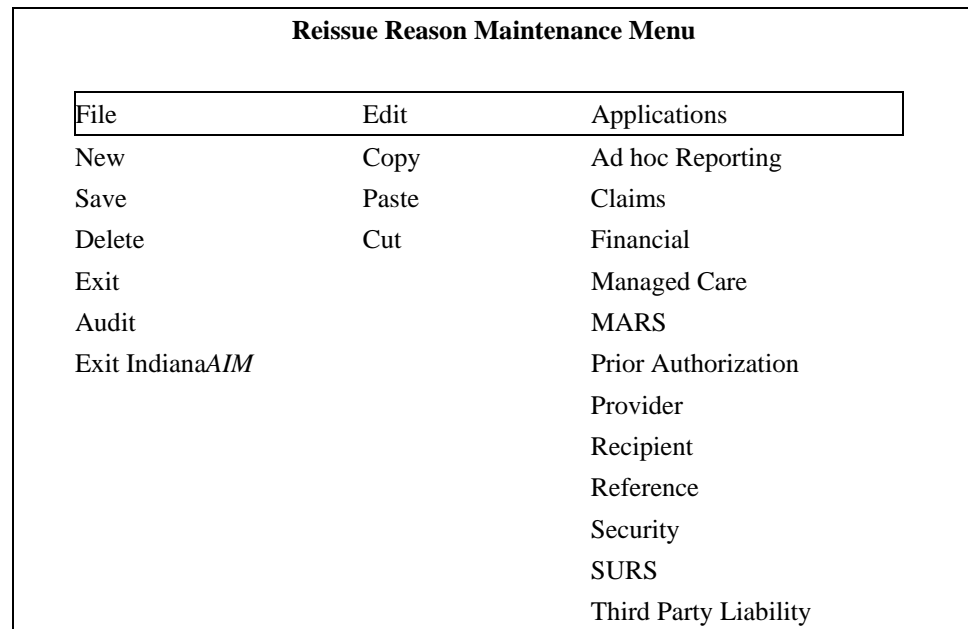 Reissue Reason Maintenance Menu
File Edit Applications
New Copy Ad hoc Reporting
Save Paste Claims
Delete Cut Financial
Exit Managed Care
Audit MARS
Exit IndianaAIM Prior Authorization
Provider
Recipient
Reference
Security
SURS
Third Party Liability